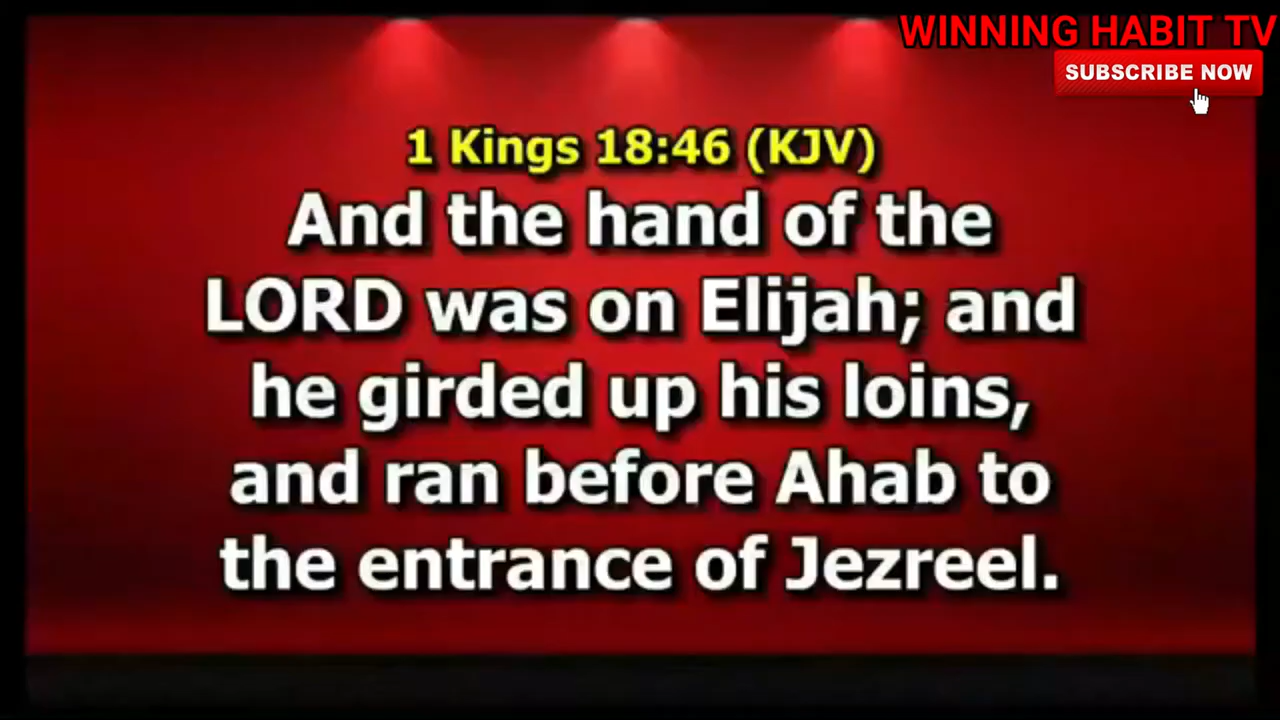 WINNING HABIT TV
SUBSCRIBE NOW
1 Kings 18:46 (KJV)
And the hand of the
LORD was on Elijah; and
he girded up his loins,
and ran before Ahab to
the entrance of Jezreel.